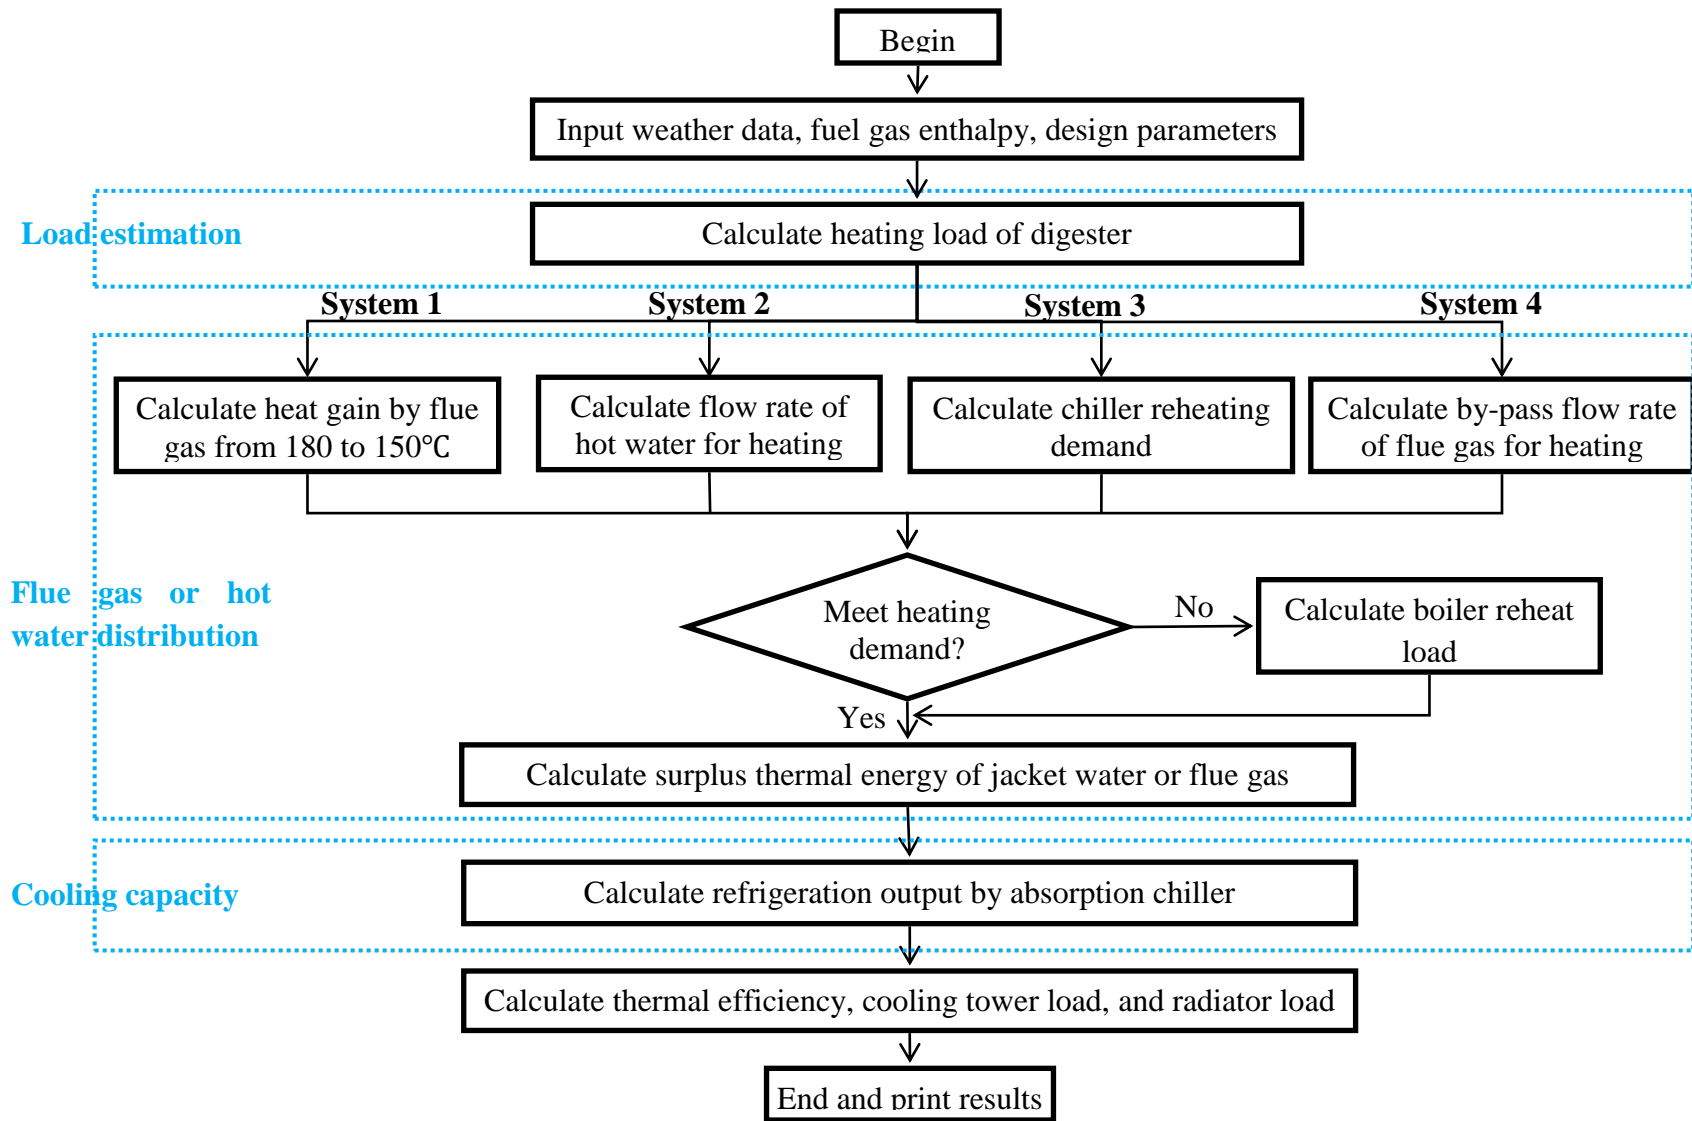 Begin
Input weather data, fuel gas enthalpy, design parameters
Load estimation
Calculate heating load of digester
System 1
System 2
System 3
System 4
Calculate heat gain by flue
gas from 180 to 150℃
Calculate flow rate of
hot water for heating
Calculate chiller reheating
demand
Calculate by-pass flow rate
of flue gas for heating
Flue gas or hot
water distribution
Meet heating
demand?
No
Calculate boiler reheat
load
Yes
Calculate surplus thermal energy of jacket water or flue gas
Cooling capacity
Calculate refrigeration output by absorption chiller
Calculate thermal efficiency, cooling tower load, and radiator load
End and print results